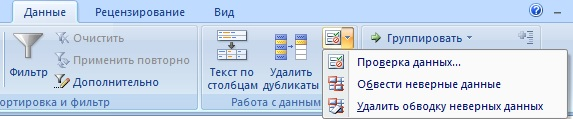 Данные Рецензирование Вид
Фильтр
Очистить
Применить повторно
Дополнительно
ортировка и фильтр
Текст по столбцам
Удалить дубликаты
Работа с данным
Группировать
Проверка данных...
Обвести неверные данные
Удалить обводку неверных данных